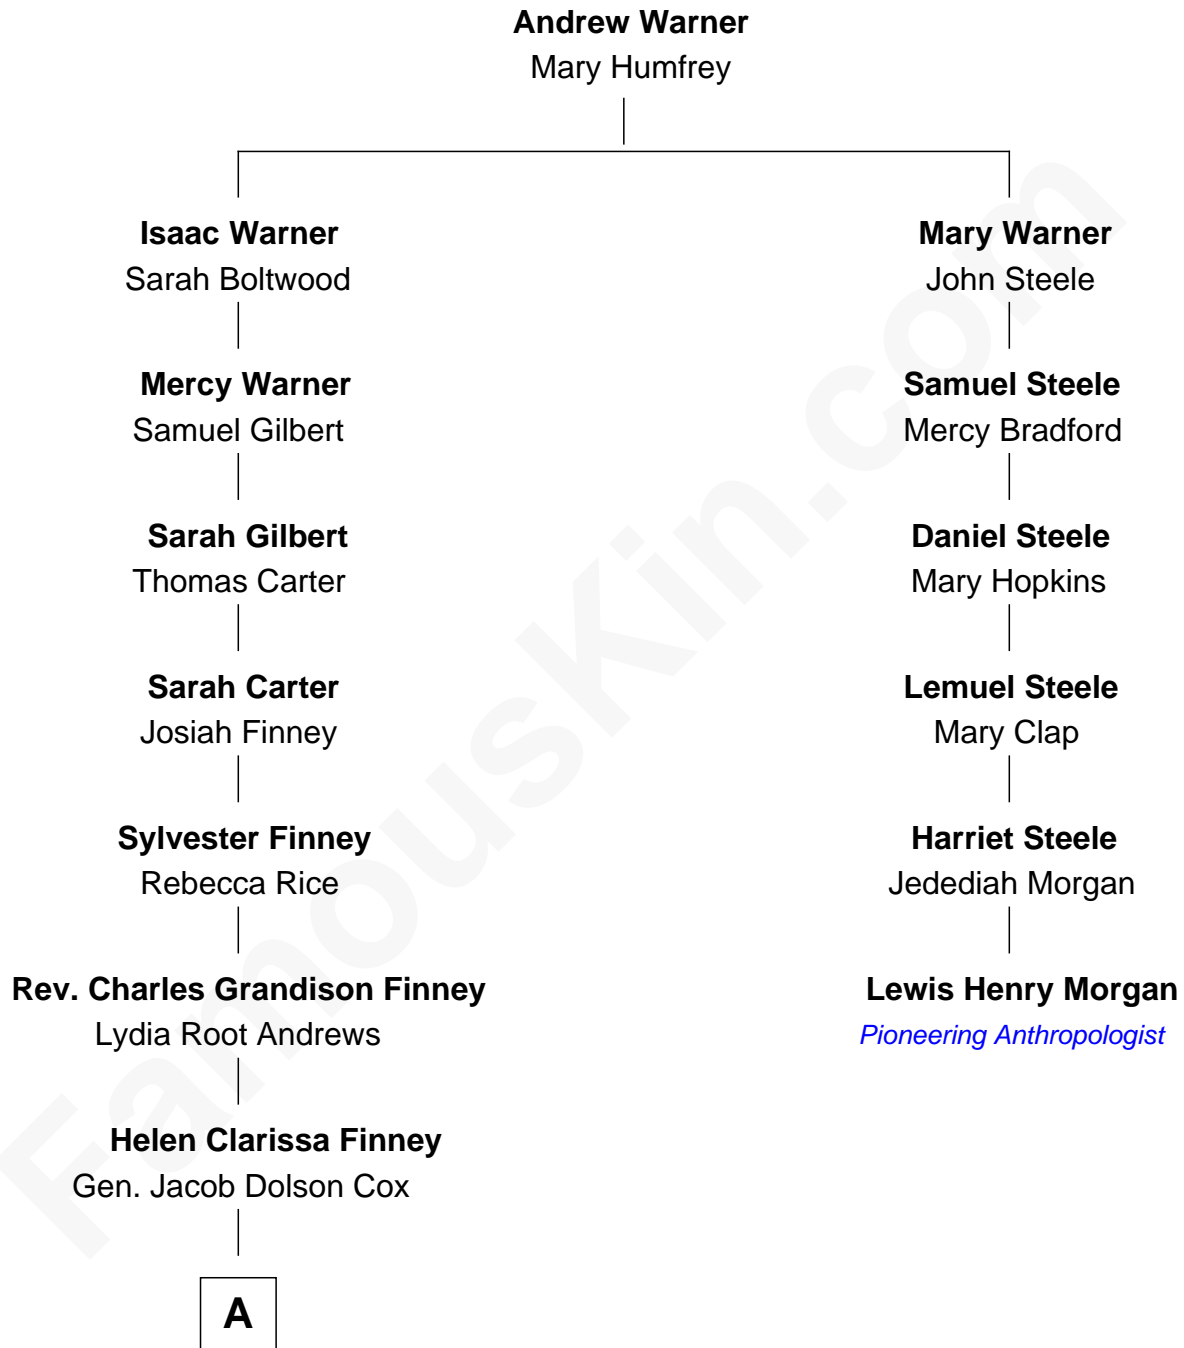 Andrew Warner
Mary Humfrey
Isaac Warner
Sarah Boltwood
Mary Warner
John Steele
Mercy Warner
Samuel Gilbert
Samuel Steele
Mercy Bradford
Sarah Gilbert
Thomas Carter
Daniel Steele
Mary Hopkins
Sarah Carter
Josiah Finney
Lemuel Steele
Mary Clap
Sylvester Finney
Rebecca Rice
Harriet Steele
Jedediah Morgan
Rev. Charles Grandison Finney
Lydia Root Andrews
Lewis Henry Morgan
Pioneering Anthropologist
Helen Clarissa Finney
Gen. Jacob Dolson Cox
A
FamousKin.com